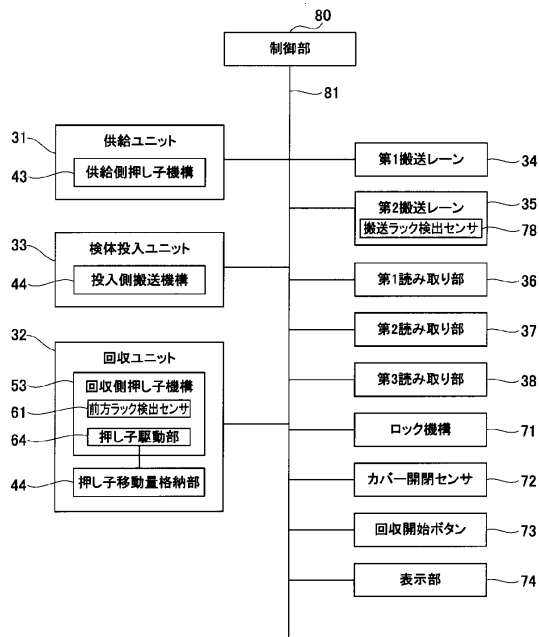 80
制御部
81
31
供給ユニット
43
供給側押し子機構
第1搬送レーン
34
第2搬送レーン
35
搬送ラック検出センサ
78
33
検体投入ユニット
44
投入側搬送機構
第1読み取り部
36
第2読み取り部
37
32
回収ユニット
53
回収側押し子機構
第3読み取り部
38
61
前方ラック検出センサ
64
押し子駆動部
ロック機構
71
44
押し子移動量格納部
カバー開閉センサ
72
回収開始ボタン
73
表示部
74